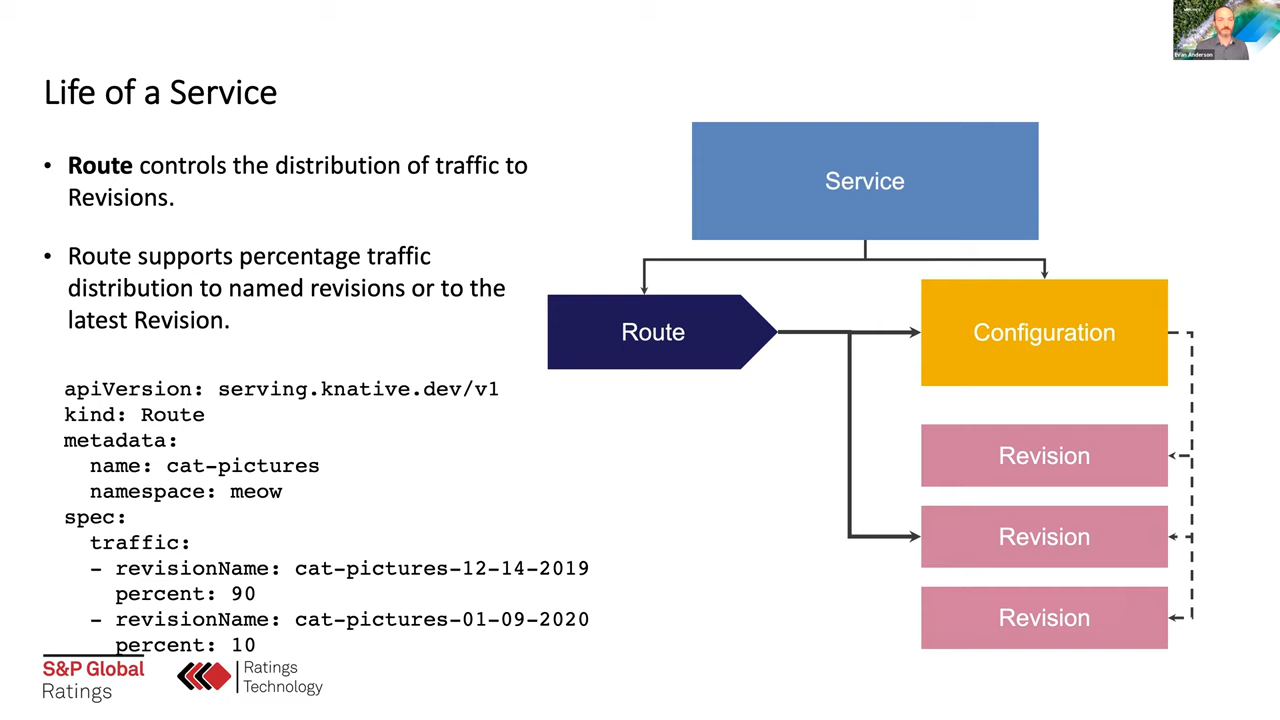 Evan Anderson
Life of a Service
• Route controls the distribution of traffic to
Revisions.
• Route supports percentage traffic
distribution to named revisions or to the
latest Revision.
apiVersion: serving.knative.dev/v1
kind: Route
metadata:
  name: cat-pictures
  namespace: meow
spec:
  traffic:
  - revisionName: cat-pictures-12-14-2019
    percent: 90
  - revisionName: cat-pictures-01-09-2020
    percent: 10
Service
Route
Configuration
Revision
Revision
Revision
S&P Global
Ratings
Ratings
Technology